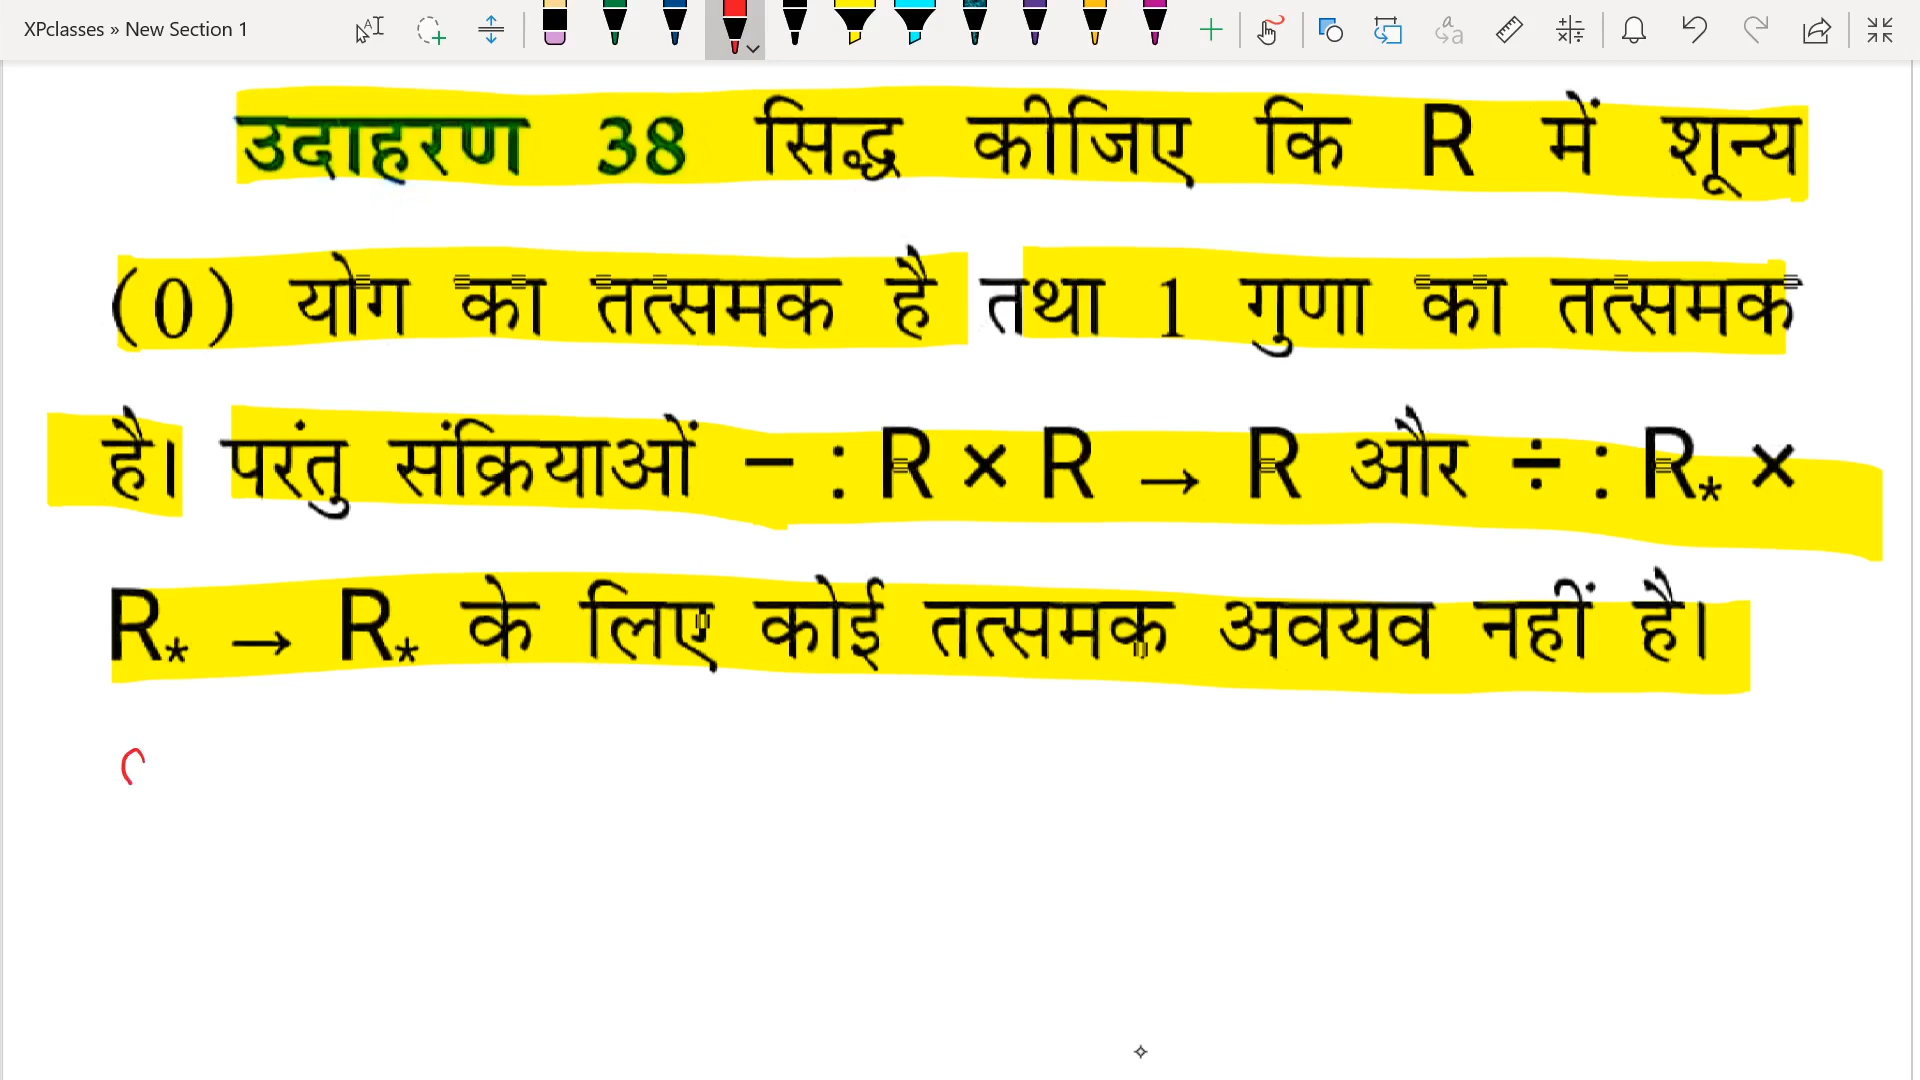 XPclasses » New Section 1
उदाहरण 38 सिद्ध कीजिए कि R में शून्य
(0) योग का तत्समक है तथा 1 गुणा का तत्समक
है। परंतु संक्रियाओं − : R × R → R और ÷ : R* ×
R* → R* के लिए कोई तत्समक अवयव नहीं है।